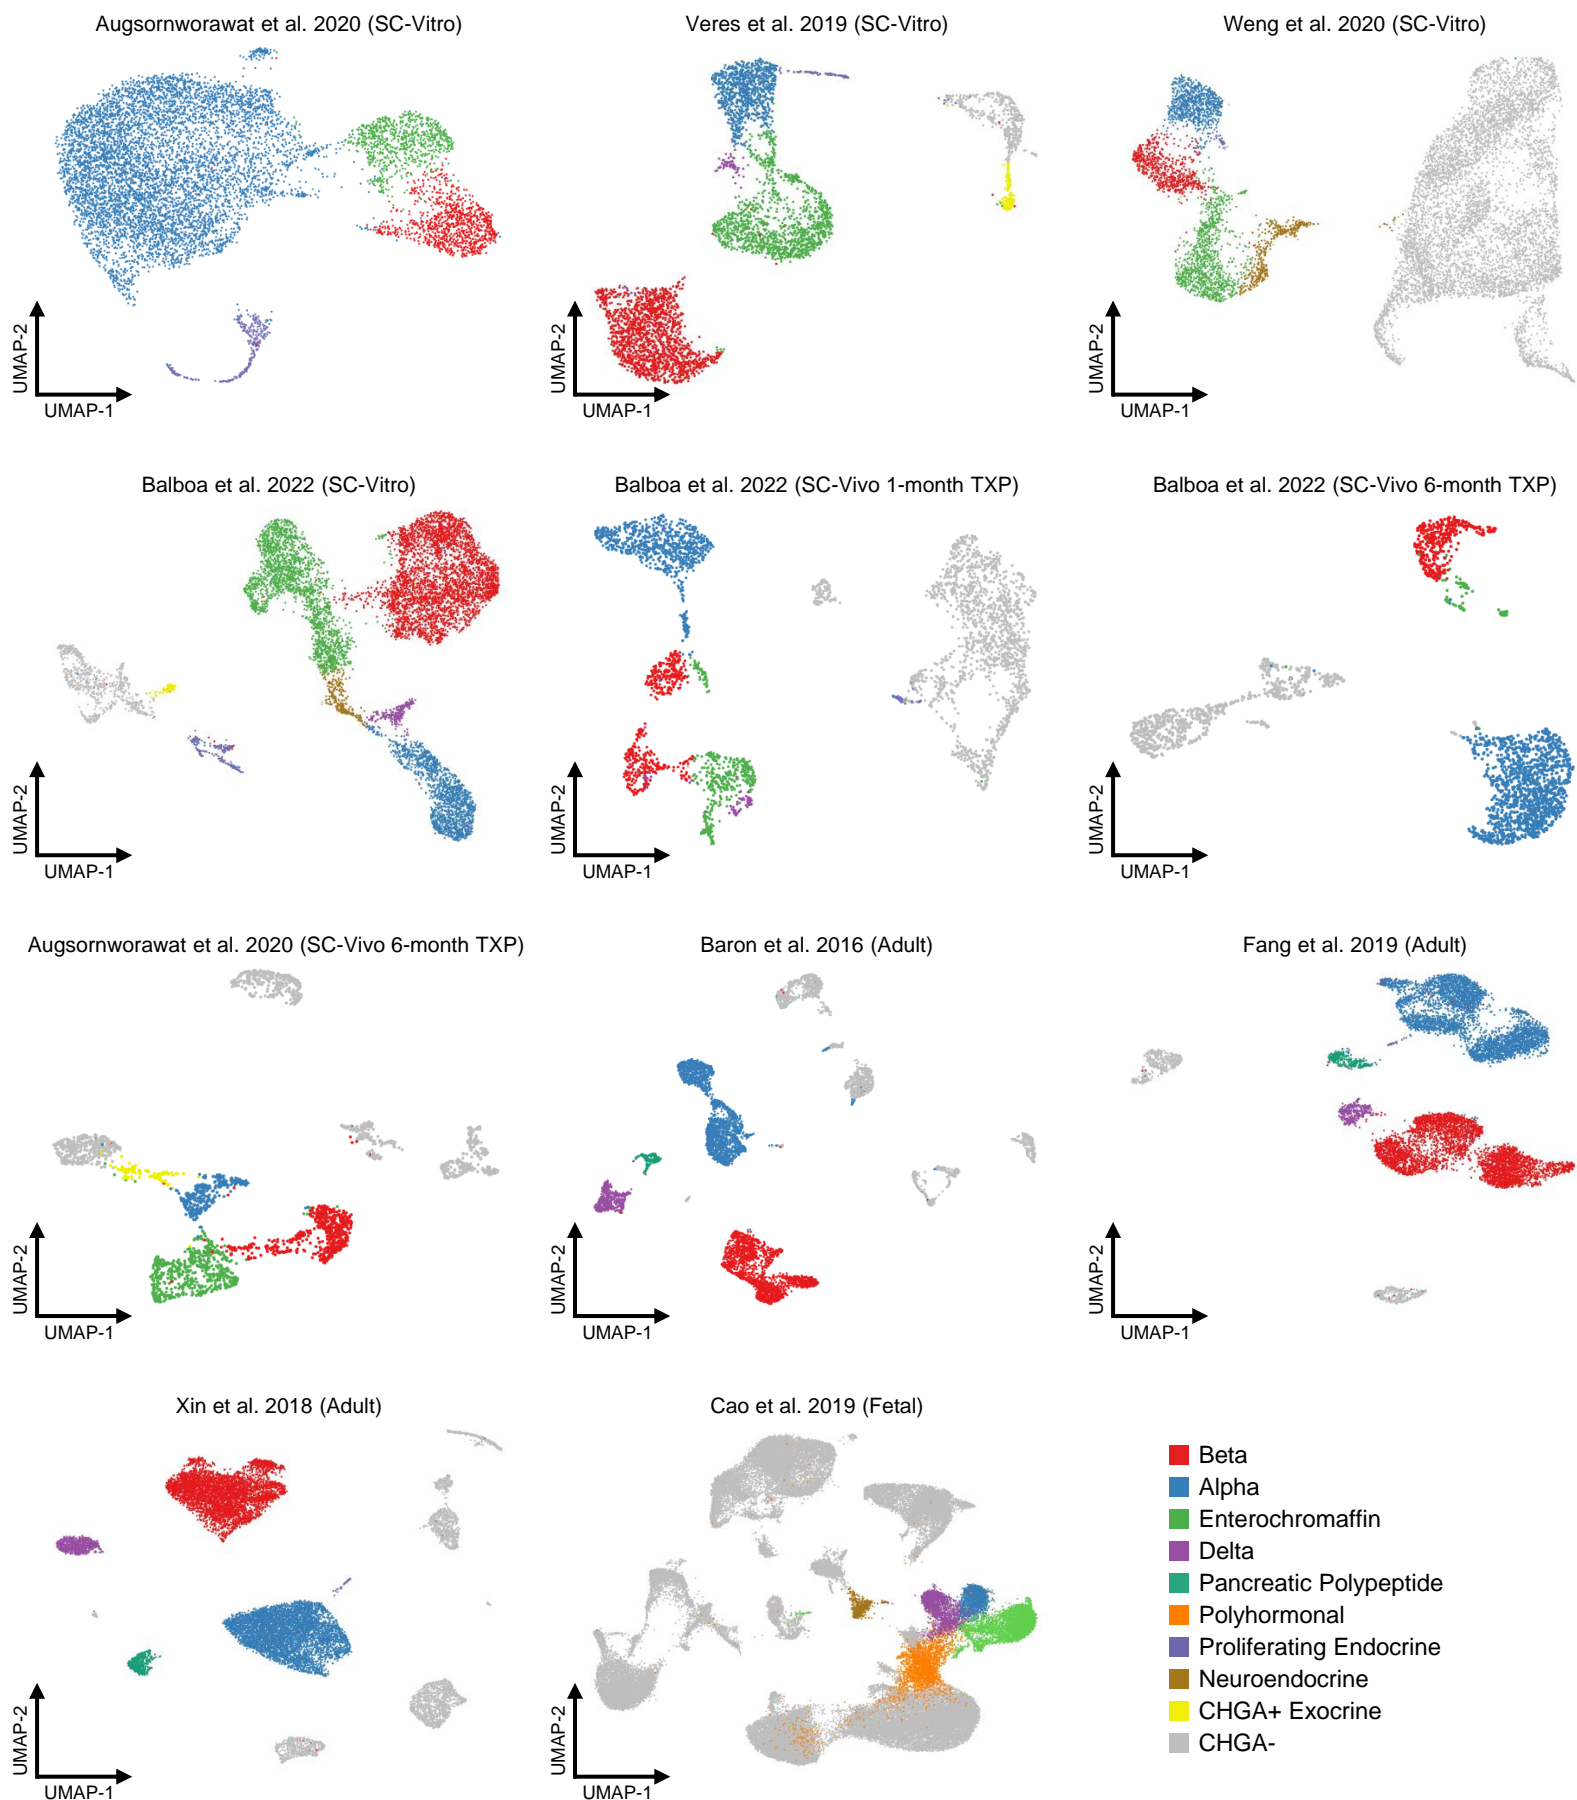 Augsornworawat et al. 2020 (SC-Vitro)
Veres et al. 2019 (SC-Vitro)
Weng et al. 2020 (SC-Vitro)
UMAP-2
UMAP-1
UMAP-2
UMAP-1
UMAP-2
UMAP-1
Balboa et al. 2022 (SC-Vitro)
Balboa et al. 2022 (SC-Vivo 1-month TXP)
Balboa et al. 2022 (SC-Vivo 6-month TXP)
UMAP-2
UMAP-1
UMAP-2
UMAP-1
UMAP-2
UMAP-1
Augsornworawat et al. 2020 (SC-Vivo 6-month TXP)
Baron et al. 2016 (Adult)
Fang et al. 2019 (Adult)
UMAP-2
UMAP-1
UMAP-2
UMAP-1
UMAP-2
UMAP-1
Xin et al. 2018 (Adult)
Cao et al. 2019 (Fetal)
UMAP-2
UMAP-1
UMAP-2
UMAP-1
Beta
Alpha
Enterochromaffin
Delta
Pancreatic Polypeptide
Polyhormonal
Proliferating Endocrine
Neuroendocrine
CHGA+ Exocrine
CHGA-